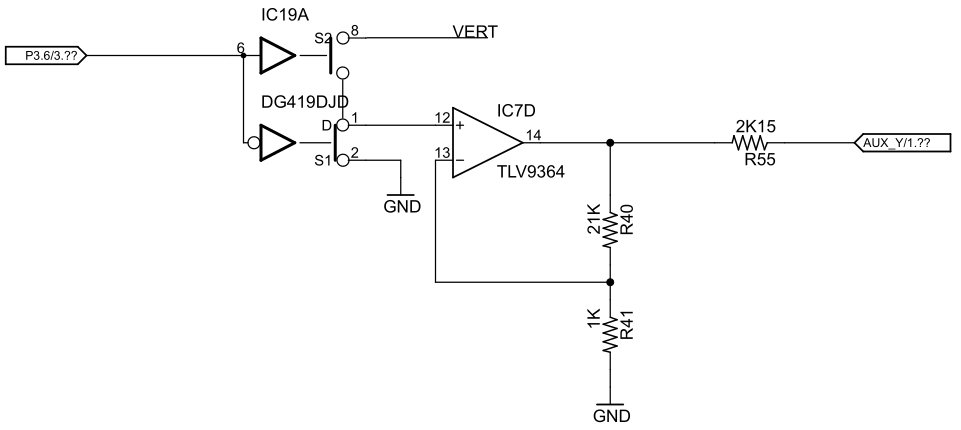 IC19A
P3.6/3.??
6
S2
8
VERT
DG419DJD
D
1
S1
2
GND
12
+
13
−
IC7D
14
TLV9364
2K15
R55
AUX_Y/1.??
21K
R40
1K
R41
GND